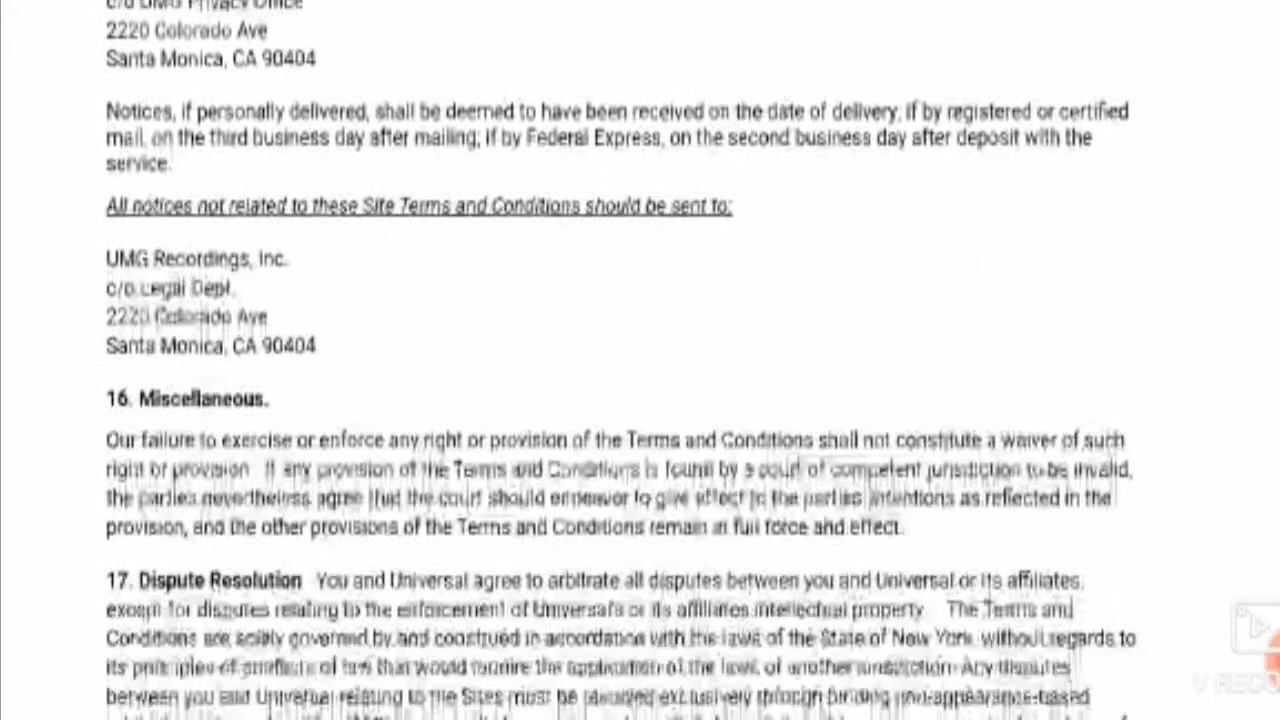 c/o UMG Privacy Office
2220 Colorado Ave
Santa Monica, CA 90404
Notices, if personally delivered, shall be deemed to have been received on the date of delivery; if by registered or certified
mail, on the third business day after mailing; if by Federal Express, on the second business day after deposit with the
service.
All notices not related to these Site Terms and Conditions should be sent to:
UMG Recordings, Inc.
c/o Legal Dept.
2220 Colorado Ave
Santa Monica, CA 90404
16. Miscellaneous.
Our failure to exercise or enforce any right or provision of the Terms and Conditions shall not constitute a waiver of such
right or provision. If any provision of the Terms and Conditions is found by a court of competent jurisdiction to be invalid,
the parties nevertheless agree that the court should endeavor to give effect to the parties' intentions as reflected in the
provision, and the other provisions of the Terms and Conditions remain in full force and effect.
17. Dispute Resolution You and Universal agree to arbitrate all disputes between you and Universal or its affiliates,
except for disputes relating to the enforcement of Universal's or its affiliates' intellectual property. The Terms and
Conditions are solely governed by and construed in accordance with the laws of the State of New York, without regards to
its principles of conflicts of law that would require the application of the laws of another jurisdiction. Any disputes
between you and Universal relating to the Sites must be resolved exclusively through binding non-appearance-based
V RECO